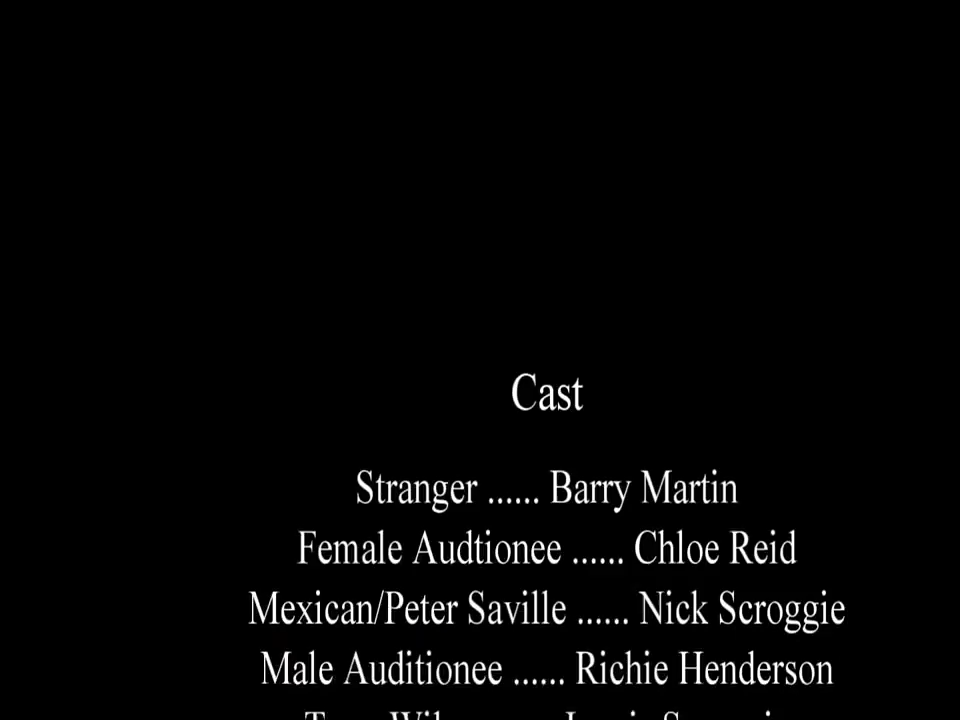 Cast
Stranger ...... Barry Martin
Female Audtionee ...... Chloe Reid
Mexican/Peter Saville ...... Nick Scroggie
Male Auditionee ...... Richie Henderson